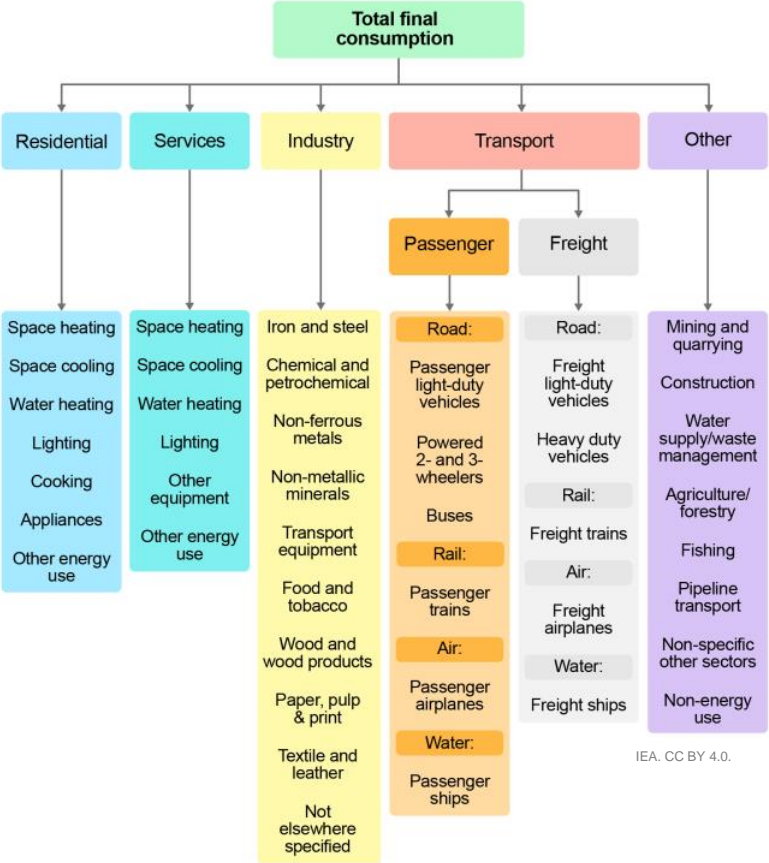 Total final
consumption
Residential
Services
Industry
Transport
Other
Passenger
Freight
Space heating
Space cooling
Water heating
Lighting
Cooking
Appliances
Other energy
use
Space heating
Space cooling
Water heating
Lighting
Other
equipment
Other energy
use
Iron and steel
Chemical and
petrochemical
Non-ferrous
metals
Non-metallic
minerals
Transport
equipment
Food and
tobacco
Wood and
wood products
Paper, pulp
& print
Textile and
leather
Not
elsewhere
specified
Road:
Passenger
light-duty
vehicles
Powered
2- and 3-
wheelers
Buses
Rail:
Passenger
trains
Air:
Passenger
airplanes
Water:
Passenger
ships
Road:
Freight
light-duty
vehicles
Heavy duty
vehicles
Rail:
Freight trains
Air:
Freight
airplanes
Water:
Freight ships
Mining and
quarrying
Construction
Water
supply/waste
management
Agriculture/
forestry
Fishing
Pipeline
transport
Non-specific
other sectors
Non-energy
use
IEA. CC BY 4.0.